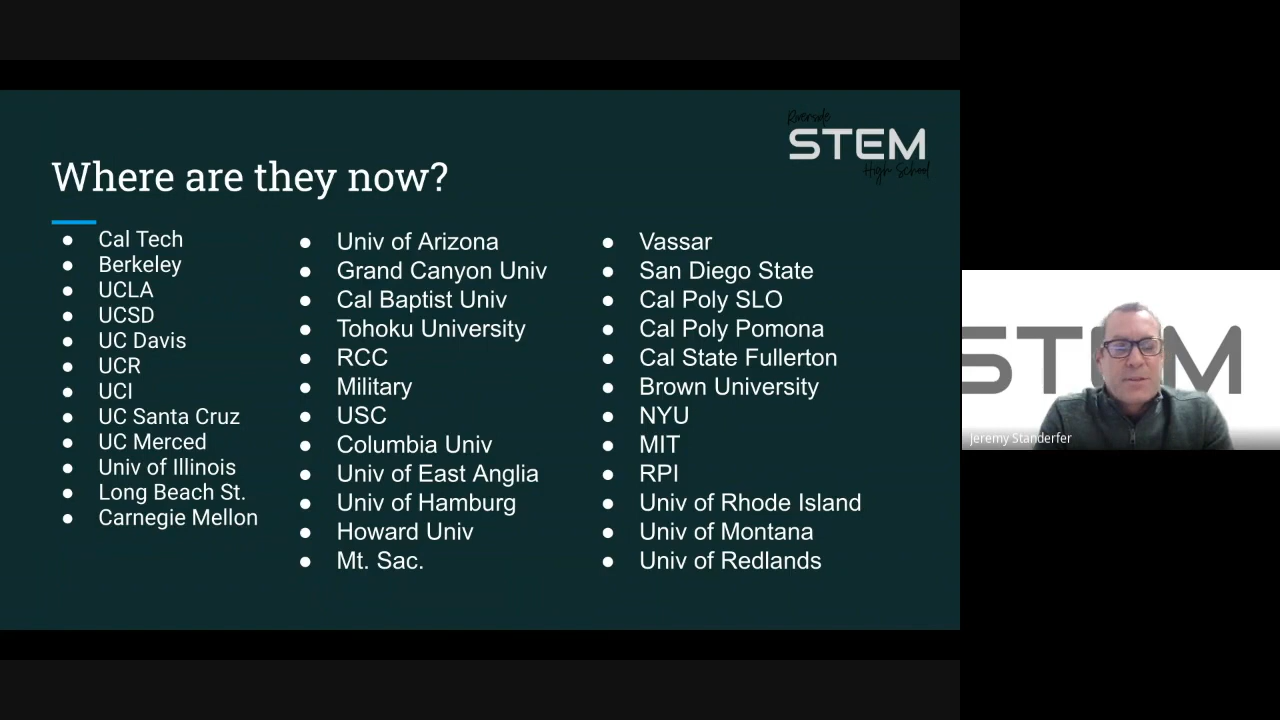 Riverside
STEM
High School
Where are they now?
Cal Tech
Berkeley
UCLA
UCSD
UC Davis
UCR
UCI
UC Santa Cruz
UC Merced
Univ of Illinois
Long Beach St.
Carnegie Mellon
Univ of Arizona
Grand Canyon Univ
Cal Baptist Univ
Tohoku University
RCC
Military
USC
Columbia Univ
Univ of East Anglia
Univ of Hamburg
Howard Univ
Mt. Sac.
Vassar
San Diego State
Cal Poly SLO
Cal Poly Pomona
Cal State Fullerton
Brown University
NYU
MIT
RPI
Univ of Rhode Island
Univ of Montana
Univ of Redlands
STEM
Jeremy Standerfer